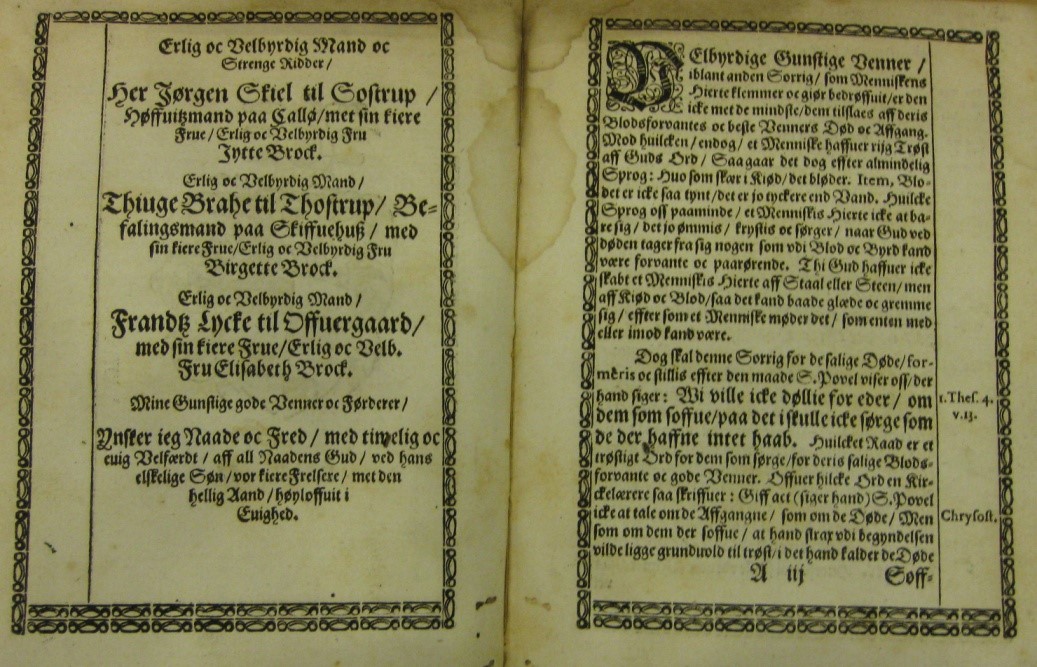 Erlig oc Velbyrdig Mand oc
Strenge Ridder /
Her Jørgen Skiel til Sostrup /
Høffuitzmand paa Callø / met sin kiere
Frue / Erlig oc Velbyrdig Fru
Jytte Brock.
Erlig oc Velbyrdig Mand /
Thiuge Brahe til Thostrup / Be-
falingsmand paa Skiffuehuß / med
sin kiere Frue / Erlig oc Velbyrdig Fru
Birgette Brock.
Erlig oc Velbyrdig Mand /
Frandtz Lycke til Offuergaard /
med sin kiere Frue / Erlig oc Velb.
Fru Elisabeth Brock.
Mine Gunstige gode Venner oc Førderer /
Ynsker ieg Naade oc Fred / med timelig oc
euig Velfærdt / aff all Naadens Gud / ved hans
elskelige Søn / vor kiere Frelsere / met den
hellig Aand / høyloffuit i
Euighed.
VElbyrdige Gunstige Venner /
iblant anden Sorrig / som Menniskens
Hierte klemmer oc giør bedrøffuit / er den
icke met de mindste / dem tilslaes aff deris
Blodsforvantes oc beste Venners Død oc Affgang.
Mod huilcken / endog / et Menniske haffuer rijg Trøst
aff Guds Ord / Saa gaar det dog effter almindelig
Sprog: Huo som skær i Kiød / det bløder. Item, Blo-
det er icke saa tynt / det er jo tyckere end Vand. Huilcke
Sprog oss paaminde / et Menniskis Hierte icke at ba-
re sig / det jo ømmis / krystis oc sørger / naar Gud ved
døden tager fra sig nogen som vdi Blod oc Byrd kand
være forvante oc paarørende. Thi Gud haffuer icke
skabt et Menniskis Hierte aff Staal eller Steen / men
aff Kiød oc Blod / saa det kand baade glæde oc gremme
sig / effter som et Menniske møder det / som enten med
eller imod kand være.
Dog skal denne Sorrig for de salige Døde / for-
meris oc stillis effter den maade S. Povel viser oss / der
hand siger: Wi ville icke døllie for eder / om
dem som soffue / paa det i skulle icke sørge som
de der haffne intet haab. Huilcket Raad er et
trøstigt Ord for dem som sørge / for deris salige Blods-
forvante oc gode Venner. Offuer hilcke Ord en Kir-
ckelærere saa skriffuer: Giff act (siger hand) S. Povel
icke at tale om de Affgangne / som om de Døde / Men
som om dem der soffue / at hand strax vdi begyndelsen
vilde ligge grundvold til trøst / i det hand kalder de Døde
A iij Soff-
1. Thes. 4.
v. 13.
Chrysost.